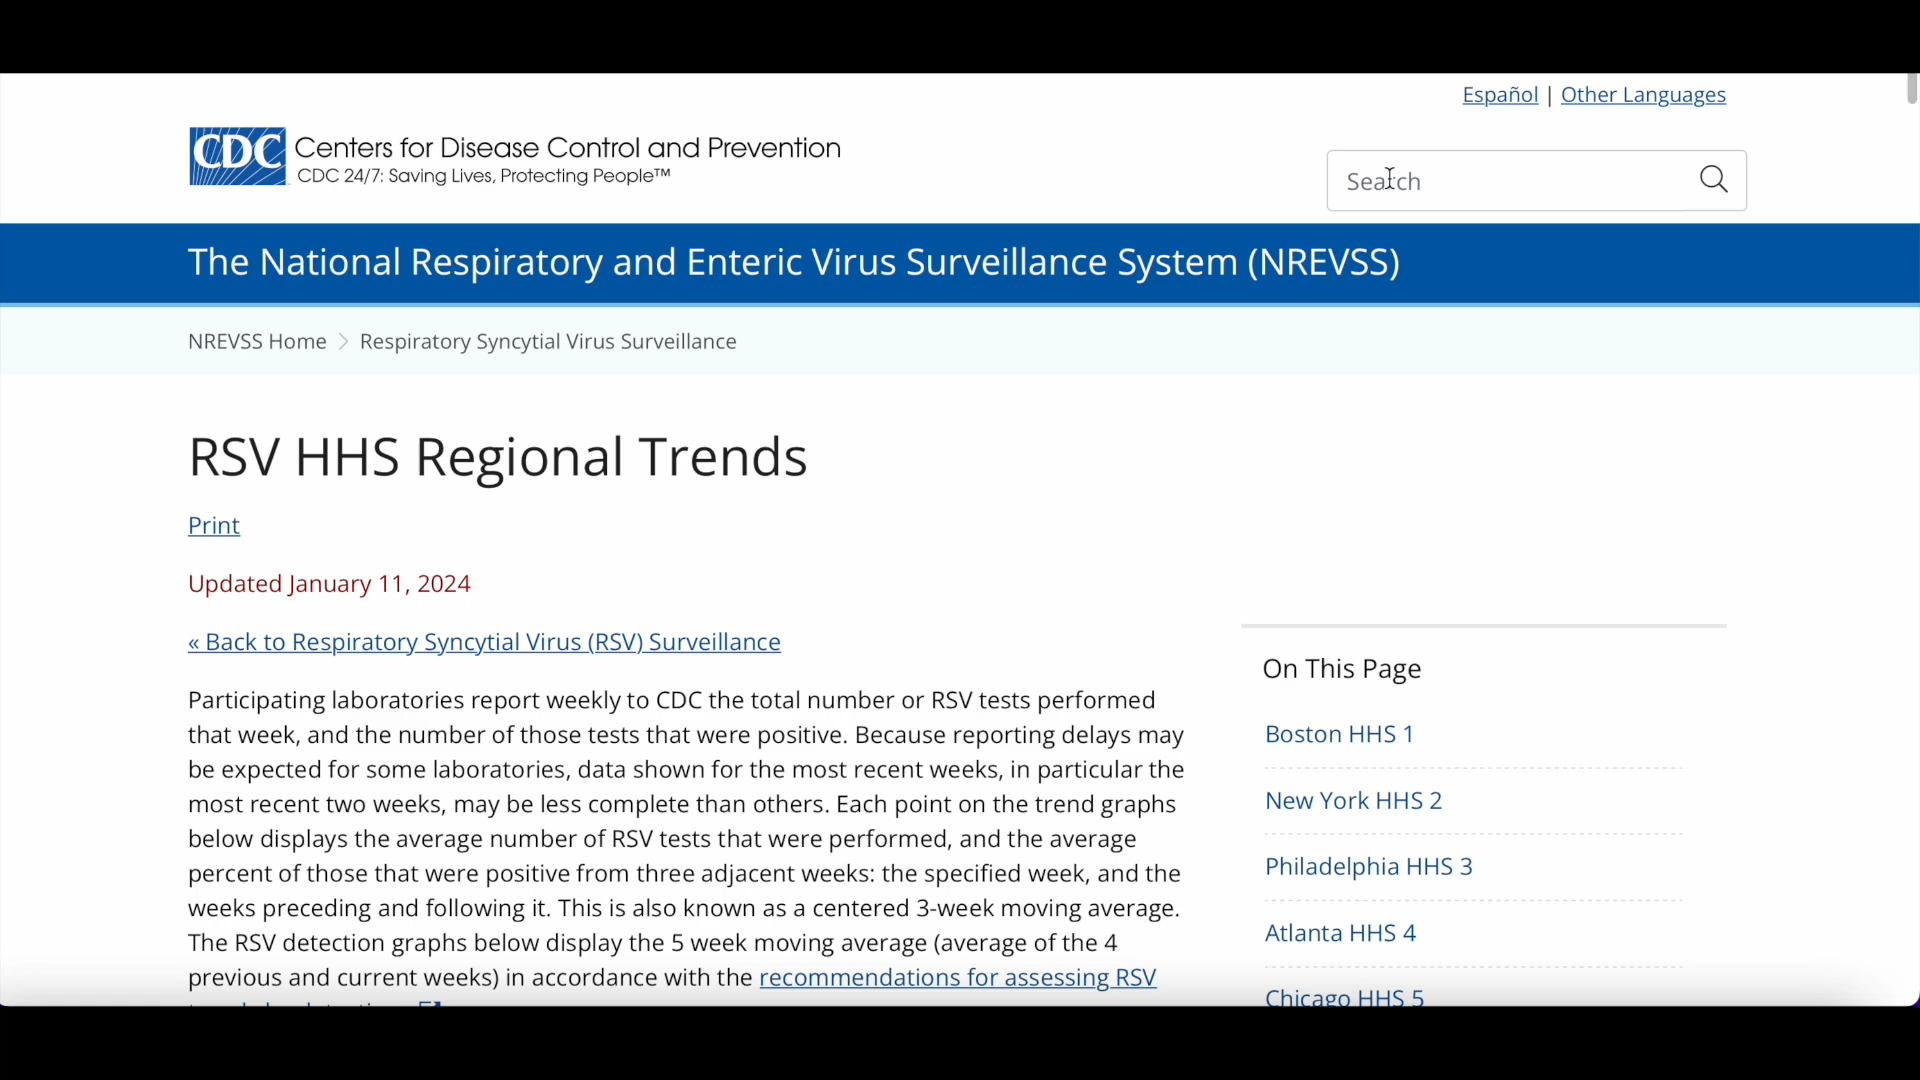 Español | Other Languages
CDC
Centers for Disease Control and Prevention
CDC 24/7: Saving Lives, Protecting People™
Search
The National Respiratory and Enteric Virus Surveillance System (NREVSS)
NREVSS Home > Respiratory Syncytial Virus Surveillance
RSV HHS Regional Trends
Print
Updated January 11, 2024
« Back to Respiratory Syncytial Virus (RSV) Surveillance
Participating laboratories report weekly to CDC the total number or RSV tests performed
that week, and the number of those tests that were positive. Because reporting delays may
be expected for some laboratories, data shown for the most recent weeks, in particular the
most recent two weeks, may be less complete than others. Each point on the trend graphs
below displays the average number of RSV tests that were performed, and the average
percent of those that were positive from three adjacent weeks: the specified week, and the
weeks preceding and following it. This is also known as a centered 3-week moving average.
The RSV detection graphs below display the 5 week moving average (average of the 4
previous and current weeks) in accordance with the recommendations for assessing RSV
On This Page
Boston HHS 1
New York HHS 2
Philadelphia HHS 3
Atlanta HHS 4
Chicago HHS 5